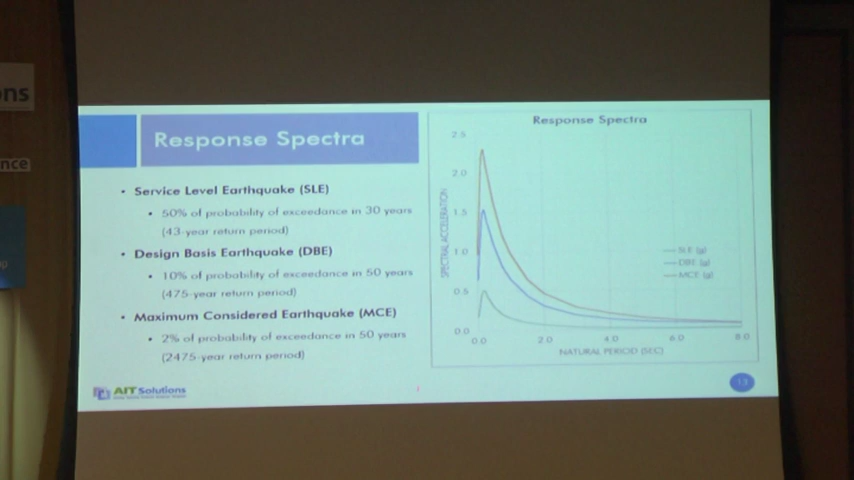 ons
nce
Response Spectra
• Service Level Earthquake (SLE)
• 50% of probability of exceedance in 30 years
(43-year return period)
• Design Basis Earthquake (DBE)
• 10% of probability of exceedance in 50 years
(475-year return period)
• Maximum Considered Earthquake (MCE)
• 2% of probability of exceedance in 50 years
(2475-year return period)
AIT Solutions
Response Spectra
2.5
2.0
1.5
1.0
0.5
0.0
SPECTRAL ACCELERATION
SLE (g)
DBE (g)
MCE (g)
0.0 2.0 4.0 6.0 8.0
NATURAL PERIOD (SEC)
13